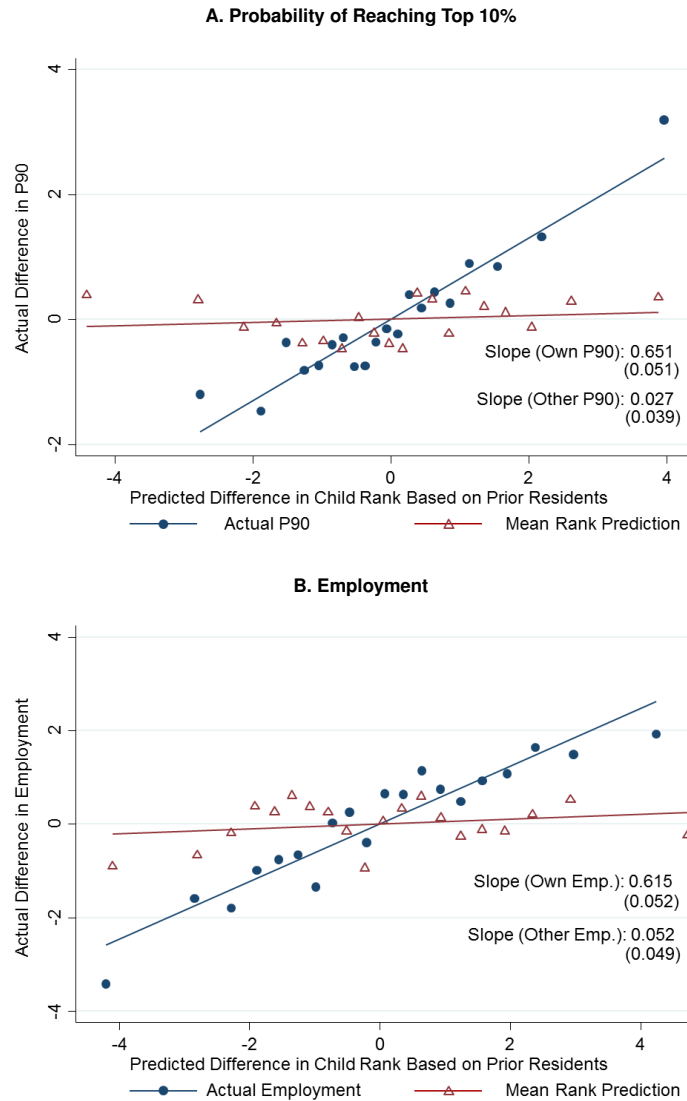 A. Probability of Reaching Top 10%
Actual Difference in P90
4
2
0
-2
Slope (Own P90): 0.651
(0.051)
Slope (Other P90): 0.027
(0.039)
-4 -2 0 2 4
Predicted Difference in Child Rank Based on Prior Residents
Actual P90 Mean Rank Prediction
B. Employment
Actual Difference in Employment
4
2
0
-2
-4
Slope (Own Emp.): 0.615
(0.052)
Slope (Other Emp.): 0.052
(0.049)
-4 -2 0 2 4
Predicted Difference in Child Rank Based on Prior Residents
Actual Employment Mean Rank Prediction